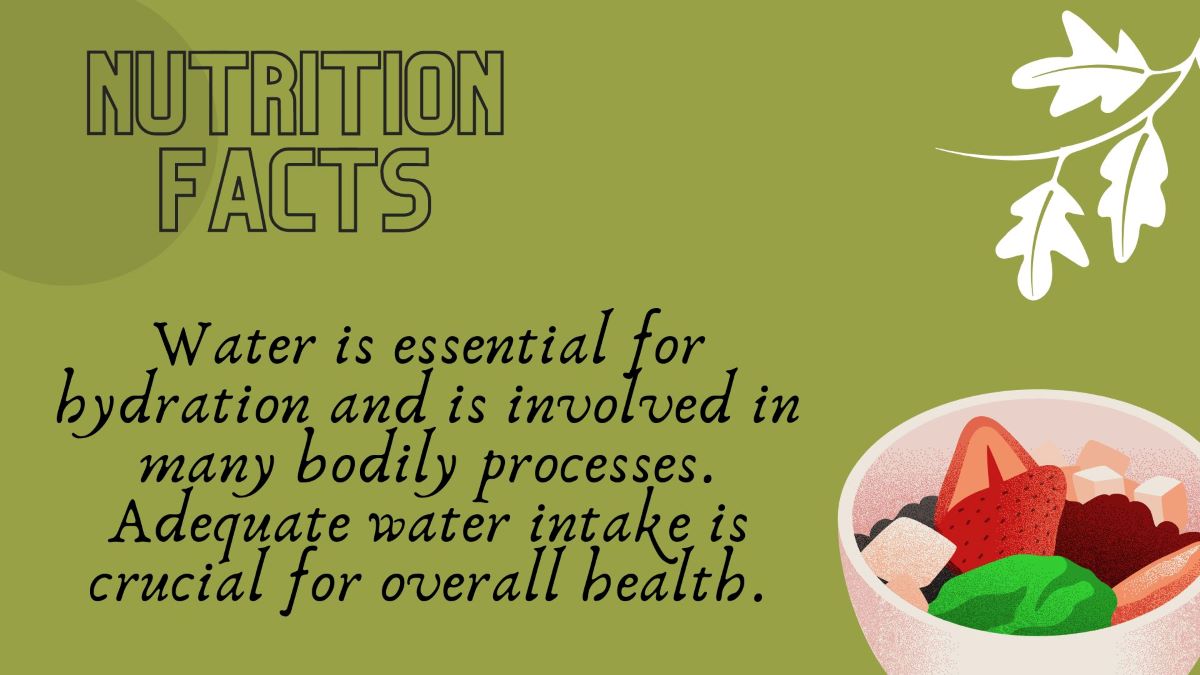 NUTRITION
FACTS
Water is essential for
hydration and is involved in
many bodily processes.
Adequate water intake is
crucial for overall health.